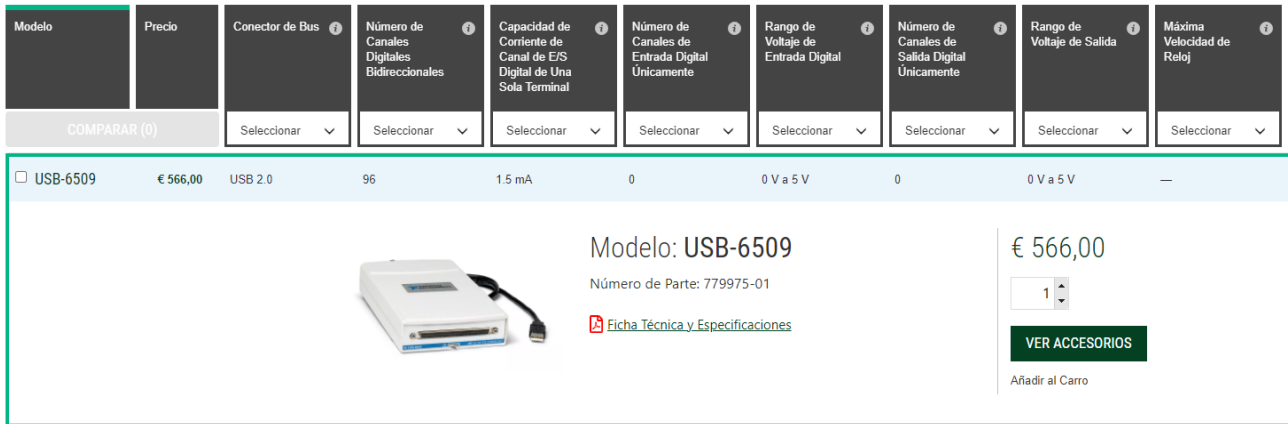 Modelo
Precio
Conector de Bus
Número de
Canales
Digitales
Bidireccionales
Capacidad de
Corriente de
Canal de E/S
Digital de Una
Sola Terminal
Número de
Canales de
Entrada Digital
Únicamente
Rango de
Voltaje de
Entrada Digital
Número de
Canales de
Salida Digital
Únicamente
Rango de
Voltaje de Salida
Máxima
Velocidad de
Reloj
COMPARAR (0)
Seleccionar
Seleccionar
Seleccionar
Seleccionar
Seleccionar
Seleccionar
Seleccionar
Seleccionar
USB-6509 € 566,00 USB 2.0 96 1.5 mA 0 0 V a 5 V 0 0 V a 5 V —
Modelo: USB-6509
Número de Parte: 779975-01
Ficha Técnica y Especificaciones
€ 566,00
1
VER ACCESORIOS
Añadir al Carro